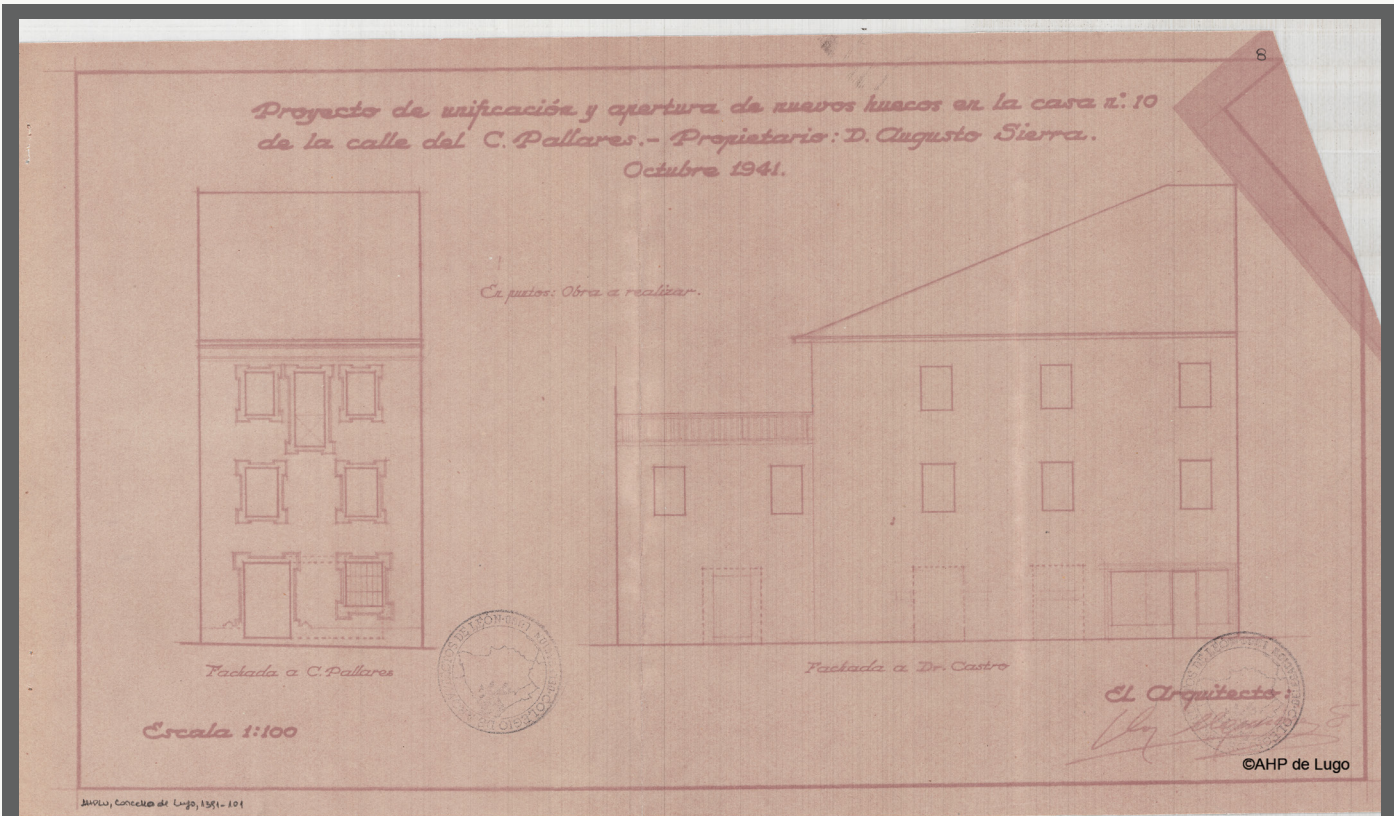 8
Proyecto de unificación y apertura de nuevos huecos en la casa nº. 10
de la calle del C. Pallares.- Propietario: D. Augusto Sierra.
Octubre 1941.
En puntos: Obra a realizar.
Fachada a C. Pallares
Fachada a Dr. Castro
El Arquitecto:
Escala 1:100
©AHP de Lugo
Concello de Lugo, 1391-101